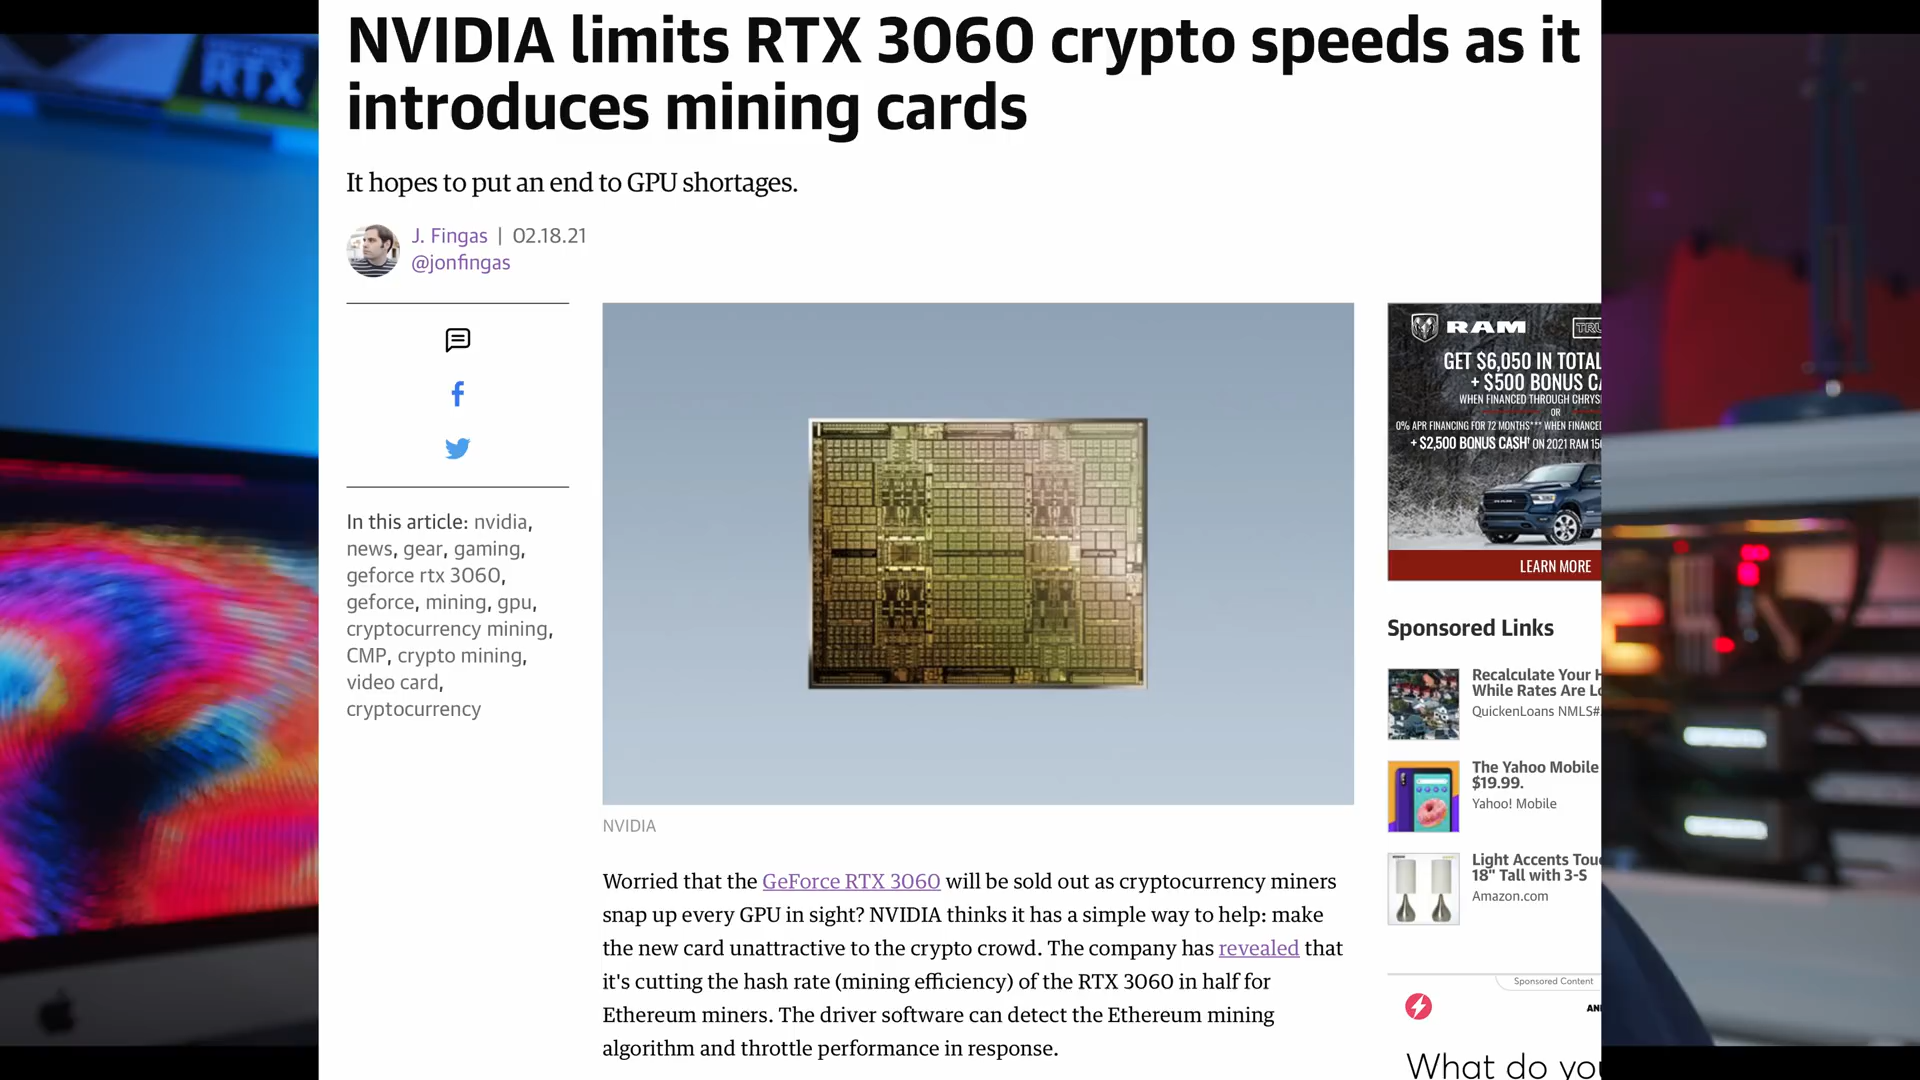 RTX
NVIDIA limits RTX 3060 crypto speeds as it
introduces mining cards
It hopes to put an end to GPU shortages.
J. Fingas | 02.18.21
@jonfingas
In this article: nvidia,
news, gear, gaming,
geforce rtx 3060,
geforce, mining, gpu,
cryptocurrency mining,
CMP, crypto mining,
video card,
cryptocurrency
NVIDIA
Worried that the GeForce RTX 3060 will be sold out as cryptocurrency miners
snap up every GPU in sight? NVIDIA thinks it has a simple way to help: make
the new card unattractive to the crypto crowd. The company has revealed that
it's cutting the hash rate (mining efficiency) of the RTX 3060 in half for
Ethereum miners. The driver software can detect the Ethereum mining
algorithm and throttle performance in response.
RAM
GET $6,050 IN TOTAL
+ $500 BONUS CA
WHEN FINANCED THROUGH CHRYS
OR
0% APR FINANCING FOR 72 MONTHS*** WHEN FINANCED
+ $2,500 BONUS CASH† ON 2021 RAM 150
LEARN MORE
Sponsored Links
Recalculate Your H
While Rates Are Lo
QuickenLoans NMLS#
The Yahoo Mobile
$19.99.
Yahoo! Mobile
Light Accents Tou
18" Tall with 3-S
Amazon.com
Sponsored Content
What do you